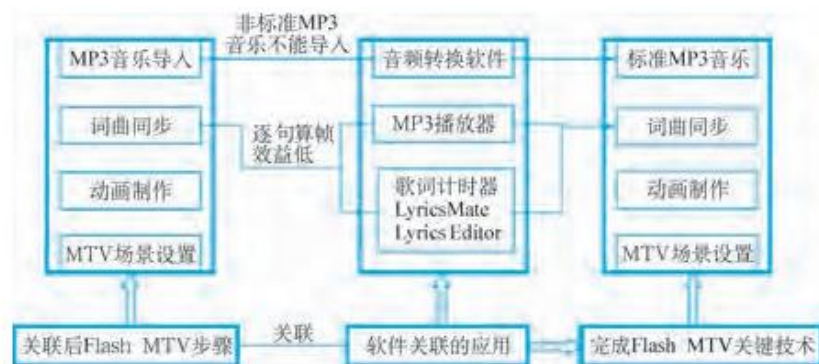 非标准MP3
音乐不能导入
MP3音乐导入
音频转换软件
标准MP3音乐
词曲同步
逐句算帧
效益低
MP3播放器
词曲同步
动画制作
歌词计时器
LyricsMate
Lyrics Editor
动画制作
MTV场景设置
MTV场景设置
关联后Flash MTV步骤
关联
软件关联的应用
完成Flash MTV关键技术